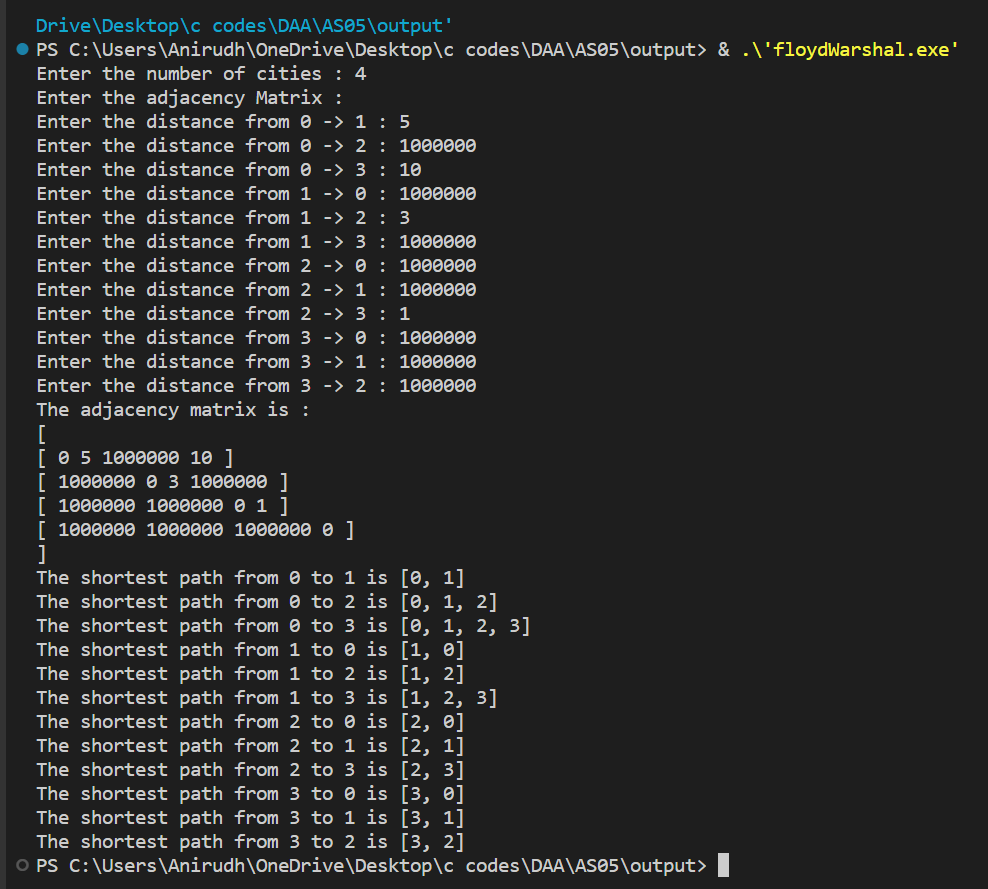 Drive\Desktop\c codes\DAA\AS05\output'
PS C:\Users\Anirudh\OneDrive\Desktop\c codes\DAA\AS05\output> & .\'floydWarshal.exe'
Enter the number of cities : 4
Enter the adjacency Matrix :
Enter the distance from 0 -> 1 : 5
Enter the distance from 0 -> 2 : 1000000
Enter the distance from 0 -> 3 : 10
Enter the distance from 1 -> 0 : 1000000
Enter the distance from 1 -> 2 : 3
Enter the distance from 1 -> 3 : 1000000
Enter the distance from 2 -> 0 : 1000000
Enter the distance from 2 -> 1 : 1000000
Enter the distance from 2 -> 3 : 1
Enter the distance from 3 -> 0 : 1000000
Enter the distance from 3 -> 1 : 1000000
Enter the distance from 3 -> 2 : 1000000
The adjacency matrix is :
[
[ 0 5 1000000 10 ]
[ 1000000 0 3 1000000 ]
[ 1000000 1000000 0 1 ]
[ 1000000 1000000 1000000 0 ]
]
The shortest path from 0 to 1 is [0, 1]
The shortest path from 0 to 2 is [0, 1, 2]
The shortest path from 0 to 3 is [0, 1, 2, 3]
The shortest path from 1 to 0 is [1, 0]
The shortest path from 1 to 2 is [1, 2]
The shortest path from 1 to 3 is [1, 2, 3]
The shortest path from 2 to 0 is [2, 0]
The shortest path from 2 to 1 is [2, 1]
The shortest path from 2 to 3 is [2, 3]
The shortest path from 3 to 0 is [3, 0]
The shortest path from 3 to 1 is [3, 1]
The shortest path from 3 to 2 is [3, 2]
PS C:\Users\Anirudh\OneDrive\Desktop\c codes\DAA\AS05\output>